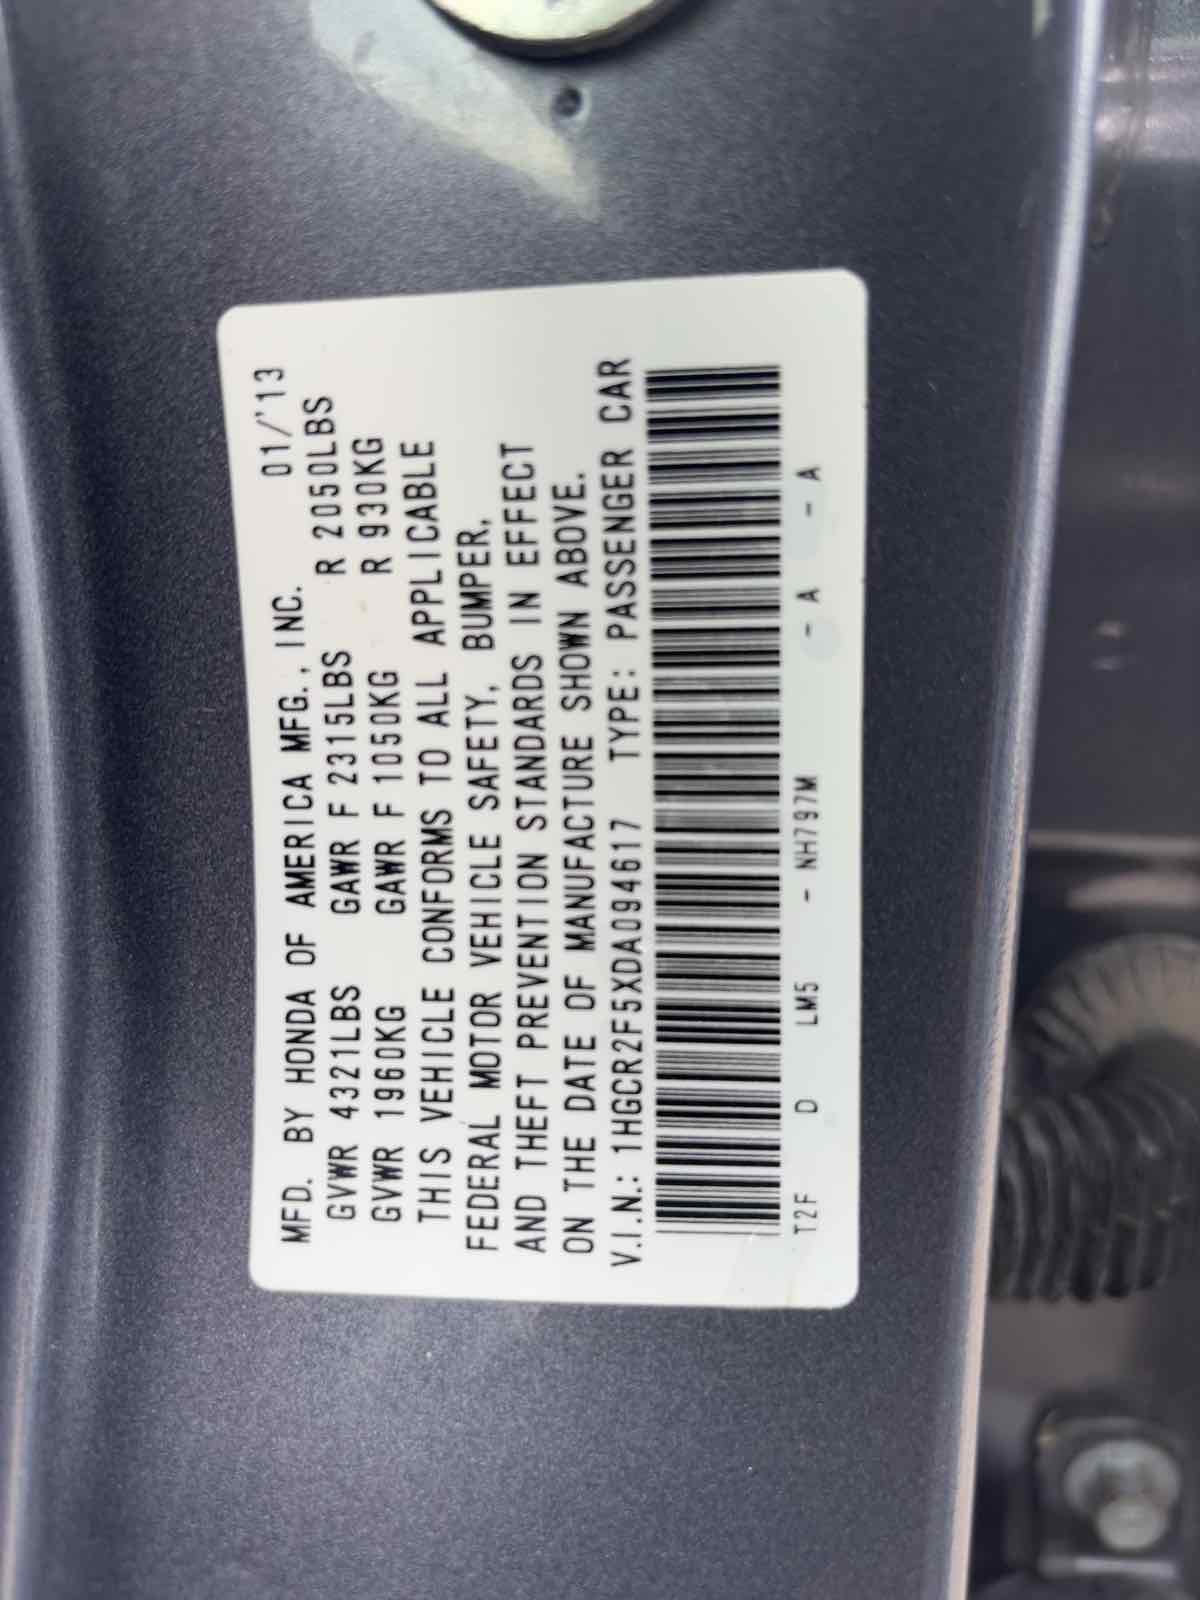 MFD. BY HONDA OF AMERICA MFG., INC. 01/'13
GVWR 4321LBS GAWR F 2315LBS R 2050LBS
GVWR 1960KG GAWR F 1050KG R 930KG
THIS VEHICLE CONFORMS TO ALL APPLICABLE
FEDERAL MOTOR VEHICLE SAFETY, BUMPER,
AND THEFT PREVENTION STANDARDS IN EFFECT
ON THE DATE OF MANUFACTURE SHOWN ABOVE.
V.I.N.: 1HGCR2F5XDA094617 TYPE: PASSENGER CAR
T2F D LM5 - NH797M - A - A